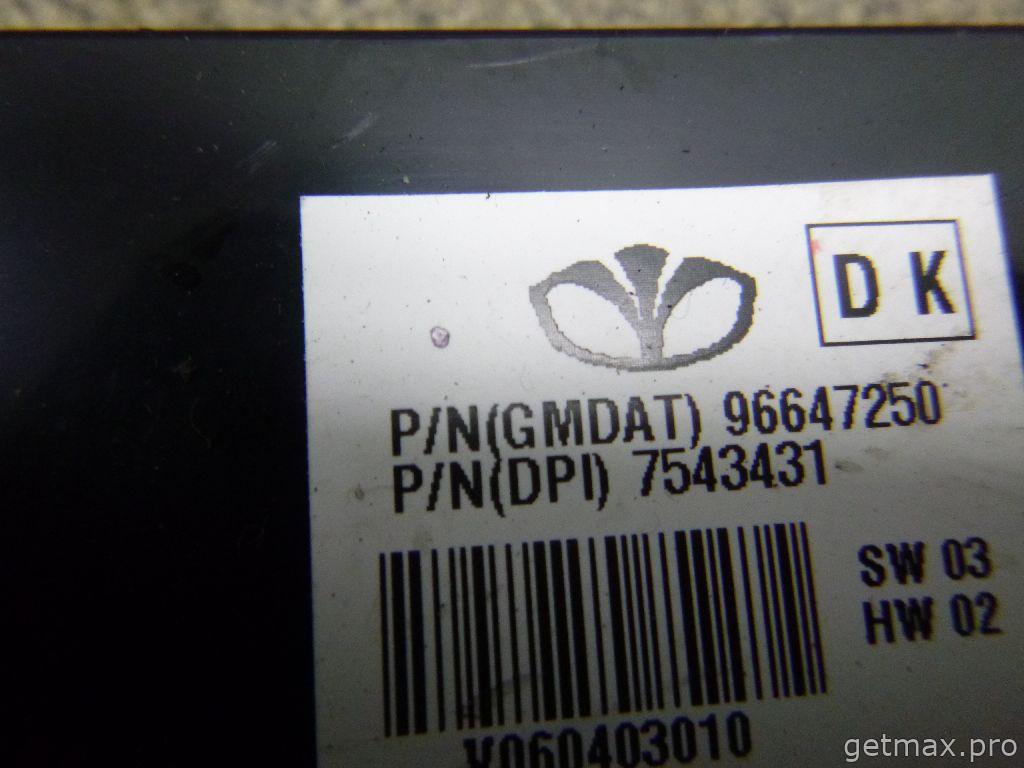 D K
P/N(GMDAT) 96647250
P/N(DPI) 7543431
SW 03
HW 02
V060403010
getmax.pro